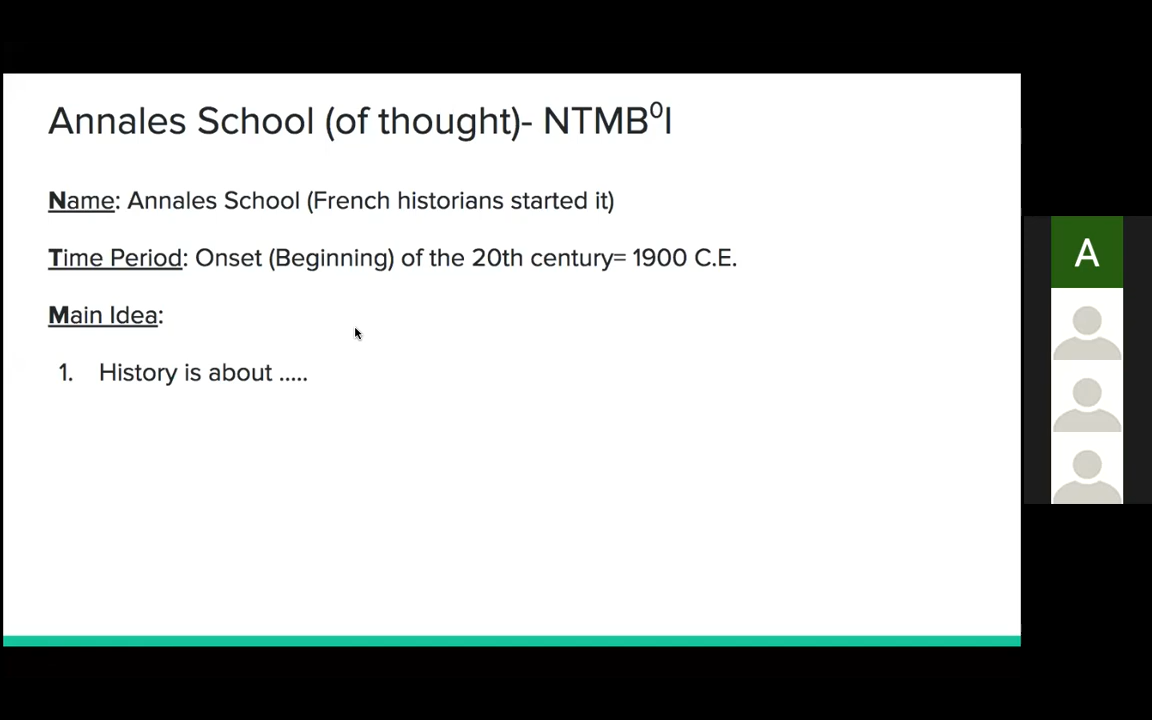 Annales School (of thought)- NTMB⁰I
Name: Annales School (French historians started it)
Time Period: Onset (Beginning) of the 20th century= 1900 C.E.
Main Idea:
1. History is about .....
A